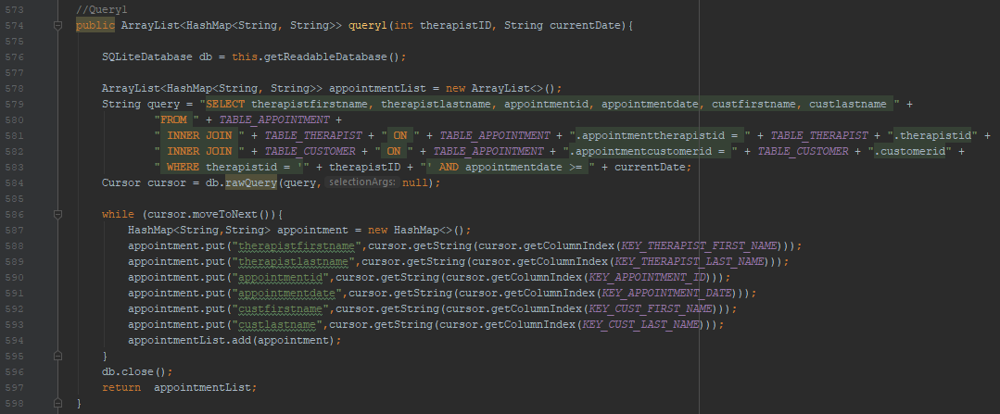 573 //Query1
574 public ArrayList<HashMap<String, String>> query1(int therapistID, String currentDate){
575
576 SQLiteDatabase db = this.getReadableDatabase();
577
578 ArrayList<HashMap<String, String>> appointmentList = new ArrayList<>();
579 String query = "SELECT therapistfirstname, therapistlastname, appointmentid, appointmentdate, custfirstname, custlastname " +
580 "FROM " + TABLE_APPOINTMENT +
581 " INNER JOIN " + TABLE_THERAPIST + " ON " + TABLE_APPOINTMENT + ".appointmenttherapistid = " + TABLE_THERAPIST + ".therapistid" +
582 " INNER JOIN " + TABLE_CUSTOMER + " ON " + TABLE_APPOINTMENT + ".appointmentcustomerid = " + TABLE_CUSTOMER + ".customerid" +
583 " WHERE therapistid = '" + therapistID + "' AND appointmentdate >= " + currentDate;
584 Cursor cursor = db.rawQuery(query, selectionArgs: null);
585
586 while (cursor.moveToNext()){
587 HashMap<String,String> appointment = new HashMap<>();
588 appointment.put("therapistfirstname",cursor.getString(cursor.getColumnIndex(KEY_THERAPIST_FIRST_NAME)));
589 appointment.put("therapistlastname",cursor.getString(cursor.getColumnIndex(KEY_THERAPIST_LAST_NAME)));
590 appointment.put("appointmentid",cursor.getString(cursor.getColumnIndex(KEY_APPOINTMENT_ID)));
591 appointment.put("appointmentdate",cursor.getString(cursor.getColumnIndex(KEY_APPOINTMENT_DATE)));
592 appointment.put("custfirstname",cursor.getString(cursor.getColumnIndex(KEY_CUST_FIRST_NAME)));
593 appointment.put("custlastname",cursor.getString(cursor.getColumnIndex(KEY_CUST_LAST_NAME)));
594 appointmentList.add(appointment);
595 }
596 db.close();
597 return appointmentList;
598 }